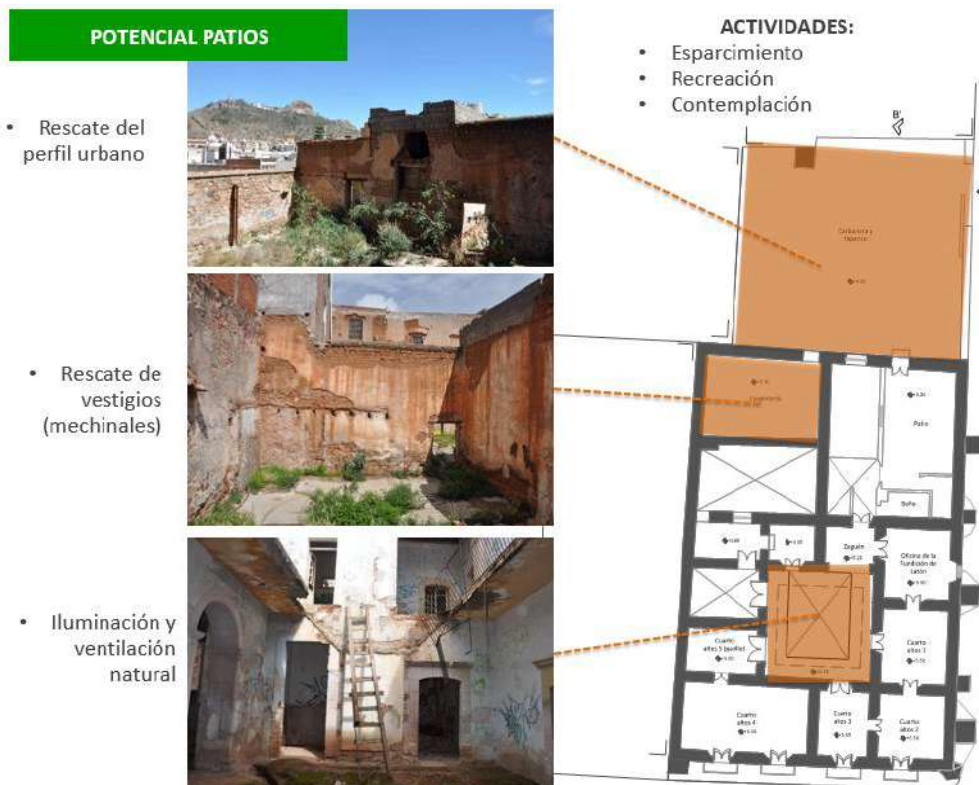 POTENCIAL PATIOS
• Rescate del
perfil urbano
• Rescate de
vestigios
(mechinales)
• Iluminación y
ventilación
natural
ACTIVIDADES:
• Esparcimiento
• Recreación
• Contemplación
B'
Patio
Baño
Zaguán
Oficina de la
Fundición de
Latón
Cuarto
altos 5 (pasillo)
Cuarto
altos 1
Cuarto
altos 4
Cuarto
altos 3
Cuarto
altos 2